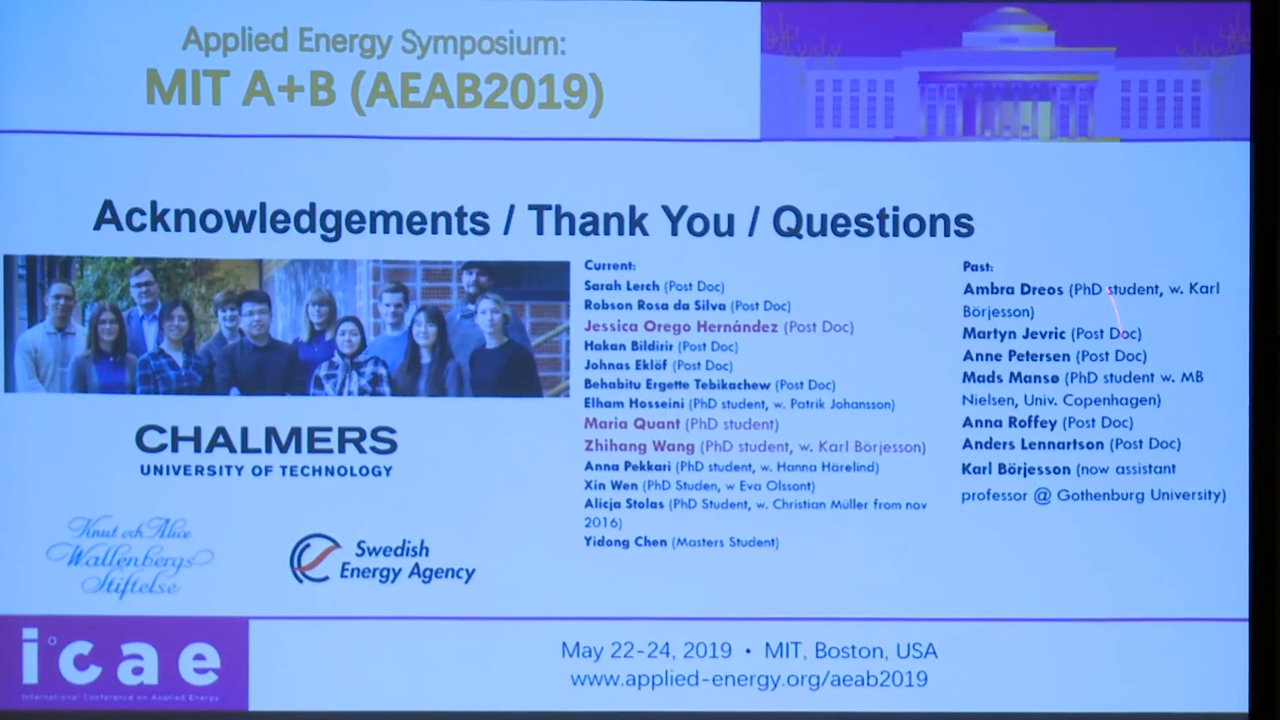 Applied Energy Symposium:
MIT A+B (AEAB2019)
Acknowledgements / Thank You / Questions
Current:
Sarah Lerch (Post Doc)
Robson Rosa da Silva (Post Doc)
Jessica Orego Hernández (Post Doc)
Hakan Bildirir (Post Doc)
Johnas Eklöf (Post Doc)
Behabitu Ergette Tebikachew (Post Doc)
Elham Hosseini (PhD student, w. Patrik Johansson)
Maria Quant (PhD student)
Zhihang Wang (PhD student, w. Karl Börjesson)
Anna Pekkari (PhD student, w. Hanna Härelind)
Xin Wen (PhD Studen, w Eva Olssont)
Alicja Stolas (PhD Student, w. Christian Müller from nov
2016)
Yidong Chen (Masters Student)
Past:
Ambra Dreos (PhD student, w. Karl
Börjesson)
Martyn Jevric (Post Doc)
Anne Petersen (Post Doc)
Mads Mansø (PhD student w. MB
Nielsen, Univ. Copenhagen)
Anna Roffey (Post Doc)
Anders Lennartson (Post Doc)
Karl Börjesson (now assistant
professor @ Gothenburg University)
CHALMERS
UNIVERSITY OF TECHNOLOGY
Knut och Alice
Wallenbergs
Stiftelse
Swedish
Energy Agency
icae
International Conference on Applied Energy
May 22-24, 2019 • MIT, Boston, USA
www.applied-energy.org/aeab2019